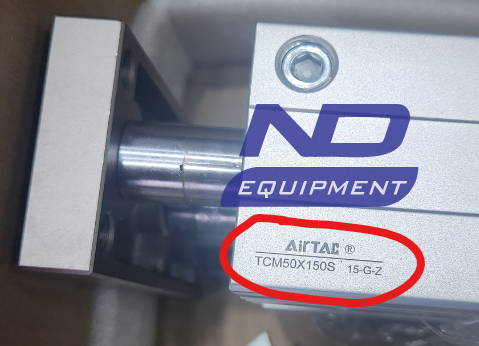 ND
EQUIPMENT
AirTAC ®
TCM50X150S 15-G-Z